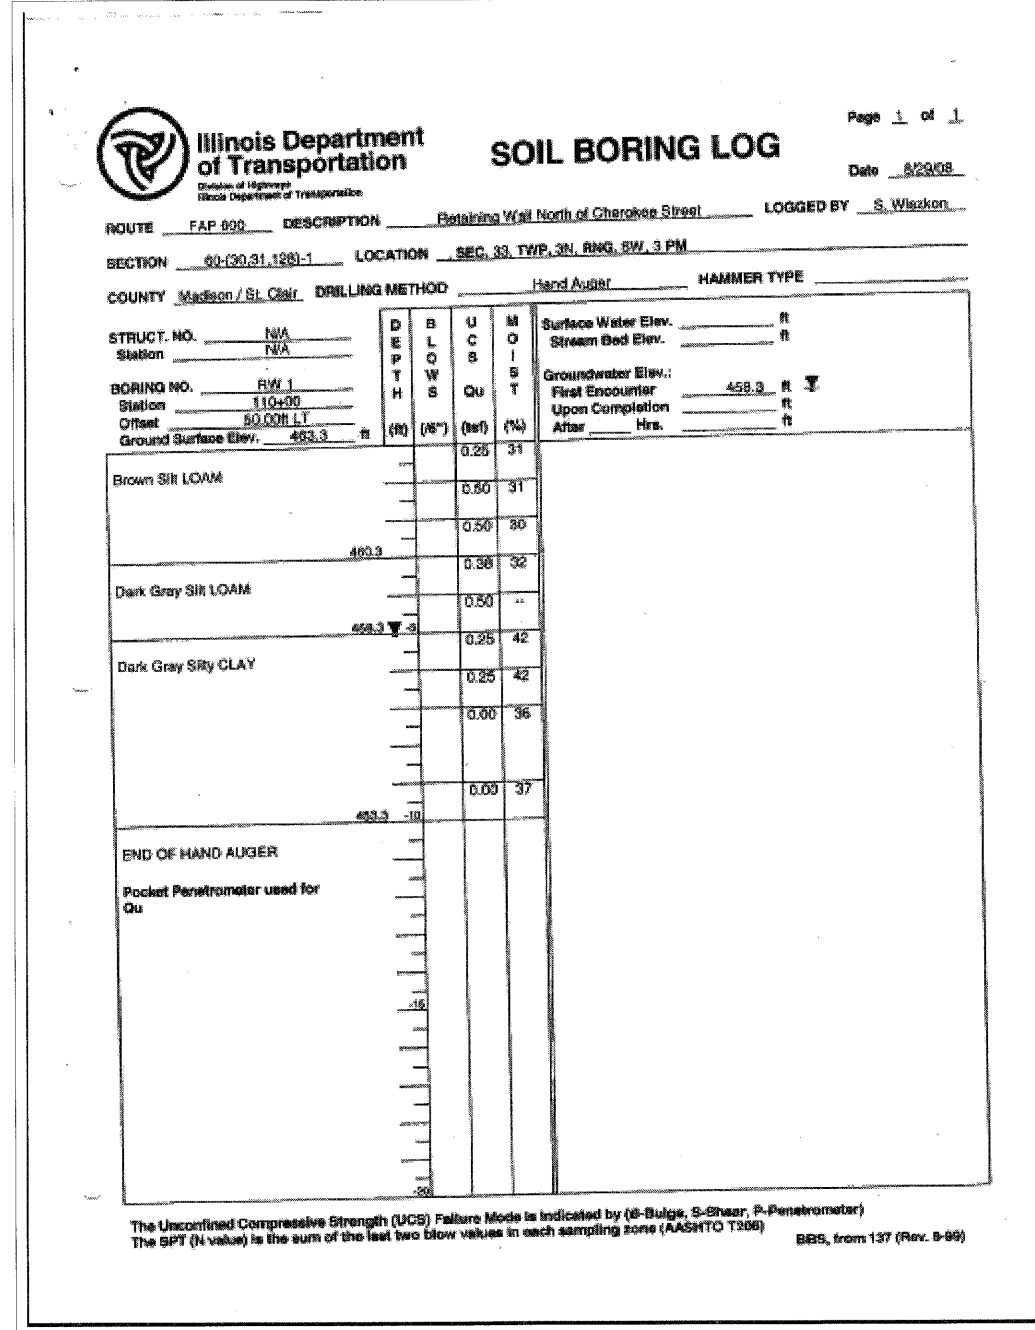 Page 1 of 1
Illinois Department
of Transportation
Division of Highways
Illinois Department of Transportation
SOIL BORING LOG
Date 8/29/08
ROUTE FAP 600 DESCRIPTION Retaining Wall North of Cherokee Street LOGGED BY S. Wiszkon
SECTION 60-(30,31,128)-1 LOCATION SEC. 33, TWP. 3N, RNG. 8W, 3 PM
COUNTY Madison / St. Clair DRILLING METHOD Hand Auger HAMMER TYPE
STRUCT. NO. N/A
Station N/A
BORING NO. RW 1
Station 110+00
Offset 50.00ft LT
Ground Surface Elev. 463.3 ft
DEPTH (ft)
BLOWS (/6")
UCS Qu (tsf)
MOIST (%)
Surface Water Elev. ft
Stream Bed Elev. ft
Groundwater Elev.:
First Encounter 458.3 ft
Upon Completion ft
After Hrs. ft
0.25 31
Brown Silt LOAM
0.50 31
0.50 30
460.3
0.38 32
Dark Gray Silt LOAM
0.50 --
458.3 -5
0.25 42
Dark Gray Silty CLAY
0.25 42
0.00 36
0.00 37
453.3 -10
END OF HAND AUGER
Pocket Penetrometer used for
Qu
-15
-20
The Unconfined Compressive Strength (UCS) Failure Mode is indicated by (B-Bulge, S-Shear, P-Penetrometer)
The SPT (N value) is the sum of the last two blow values in each sampling zone (AASHTO T206)
BBS, from 137 (Rev. 8-99)